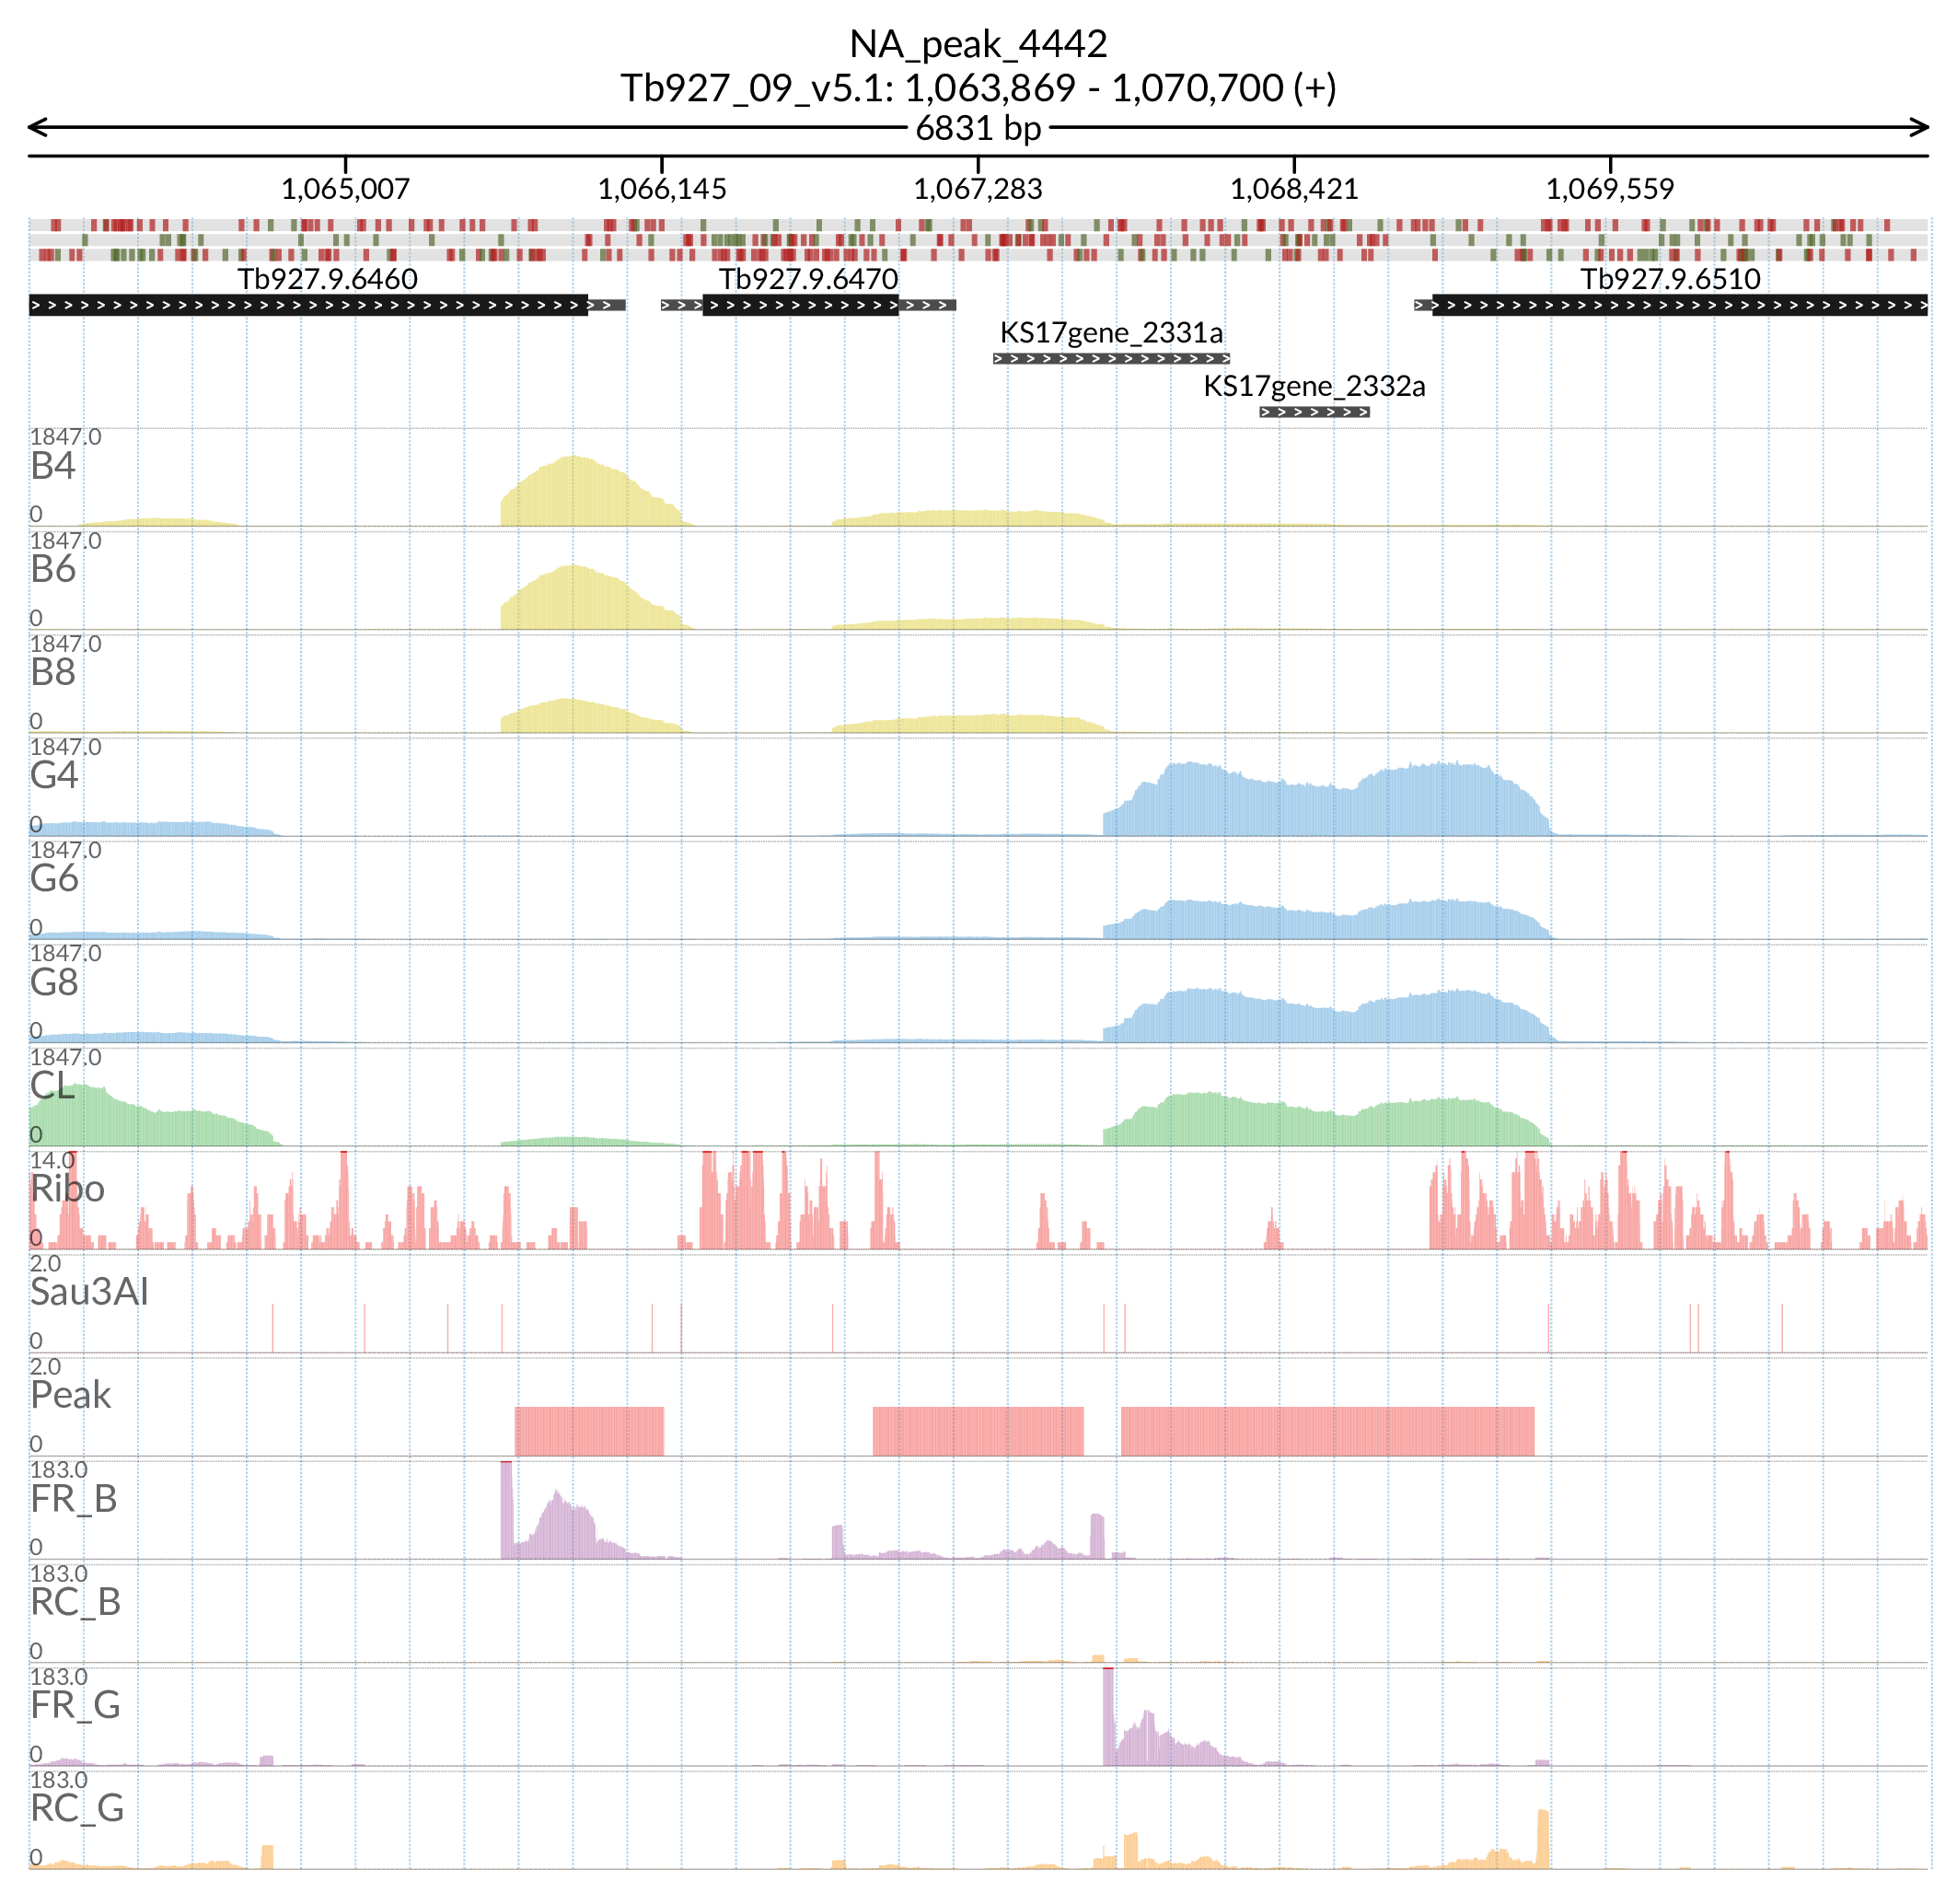 NA_peak_4442
Tb927_09_v5.1: 1,063,869 - 1,070,700 (+)
6831 bp
1,065,007 1,066,145 1,067,283 1,068,421 1,069,559
Tb927.9.6460 Tb927.9.6470 Tb927.9.6510
KS17gene_2331a
KS17gene_2332a
1847.0
B4
0
1847.0
B6
0
1847.0
B8
0
1847.0
G4
0
1847.0
G6
0
1847.0
G8
0
1847.0
CL
0
14.0
Ribo
0
2.0
Sau3AI
0
2.0
Peak
0
183.0
FR_B
0
183.0
RC_B
0
183.0
FR_G
0
183.0
RC_G
0